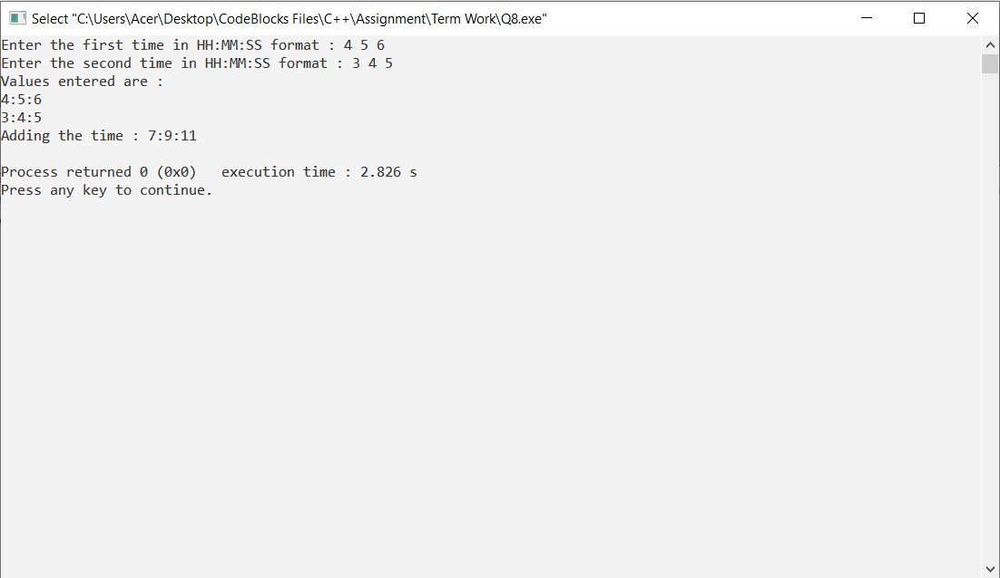 Select "C:\Users\Acer\Desktop\CodeBlocks Files\C++\Assignment\Term Work\Q8.exe"
Enter the first time in HH:MM:SS format : 4 5 6
Enter the second time in HH:MM:SS format : 3 4 5
Values entered are :
4:5:6
3:4:5
Adding the time : 7:9:11
Process returned 0 (0x0)   execution time : 2.826 s
Press any key to continue.